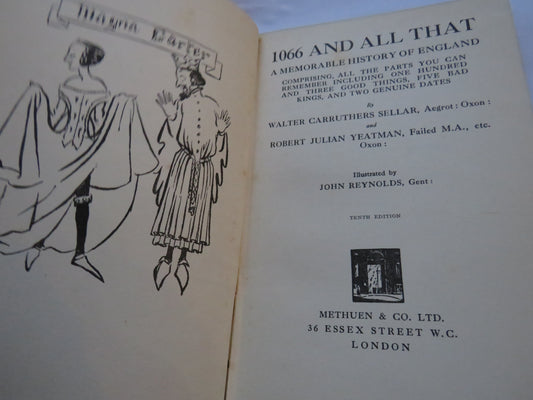 Magna Garter
1066 AND ALL THAT
A MEMORABLE HISTORY OF ENGLAND
COMPRISING, ALL THE PARTS YOU CAN
REMEMBER INCLUDING ONE HUNDRED
AND THREE GOOD THINGS, FIVE BAD
KINGS, AND TWO GENUINE DATES
By
WALTER CARRUTHERS SELLAR, Aegrot: Oxon:
and
ROBERT JULIAN YEATMAN, Failed M.A., etc.
Oxon:
Illustrated by
JOHN REYNOLDS, Gent:
TENTH EDITION
METHUEN & CO. LTD.
36 ESSEX STREET W.C.
LONDON